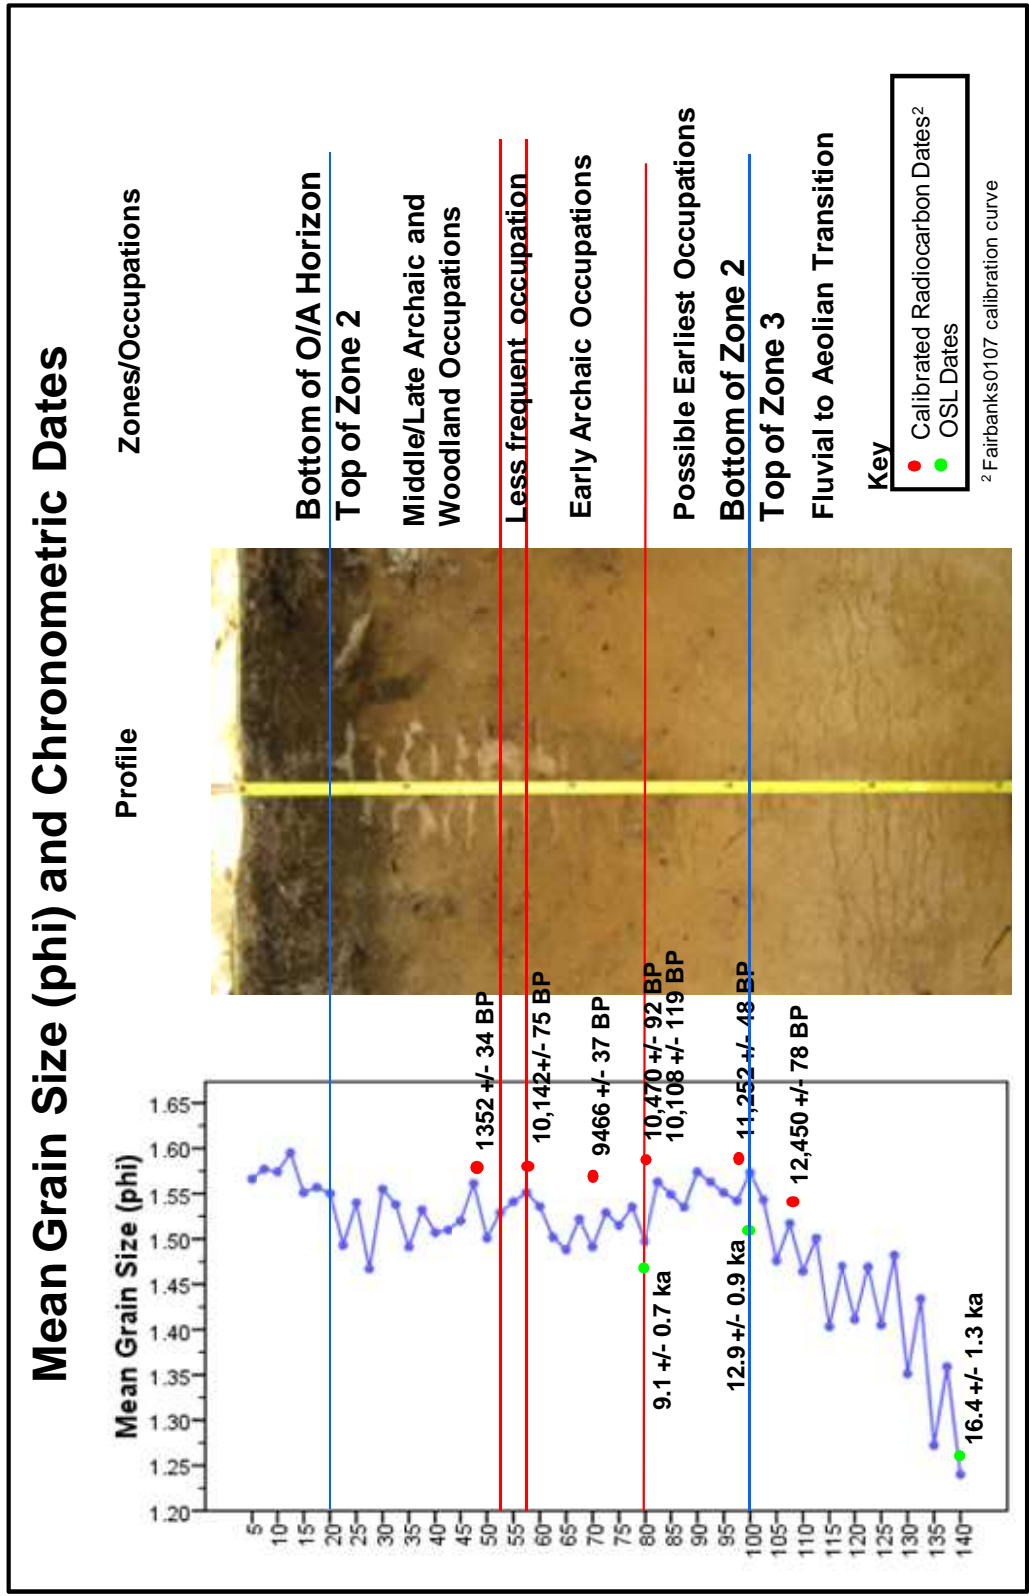 Mean Grain Size (phi) and Chronometric Dates
Mean Grain Size (phi)
Profile
Zones/Occupations
1.20
1.25
1.30
1.35
1.40
1.45
1.50
1.55
1.60
1.65
5
10
15
20
25
30
35
40
45
50
55
60
65
70
75
80
85
90
95
100
105
110
115
120
125
130
135
140
1352 +/- 34 BP
10,142+/- 75 BP
9466 +/- 37 BP
10,470 +/- 92 BP
10,108 +/- 119 BP
11,252 +/- 48 BP
12,450 +/- 78 BP
9.1 +/- 0.7 ka
12.9 +/- 0.9 ka
16.4 +/- 1.3 ka
Bottom of O/A Horizon
Top of Zone 2
Middle/Late Archaic and
Woodland Occupations
Less frequent occupation
Early Archaic Occupations
Possible Earliest Occupations
Bottom of Zone 2
Top of Zone 3
Fluvial to Aeolian Transition
Key
Calibrated Radiocarbon Dates²
OSL Dates
² Fairbanks0107 calibration curve